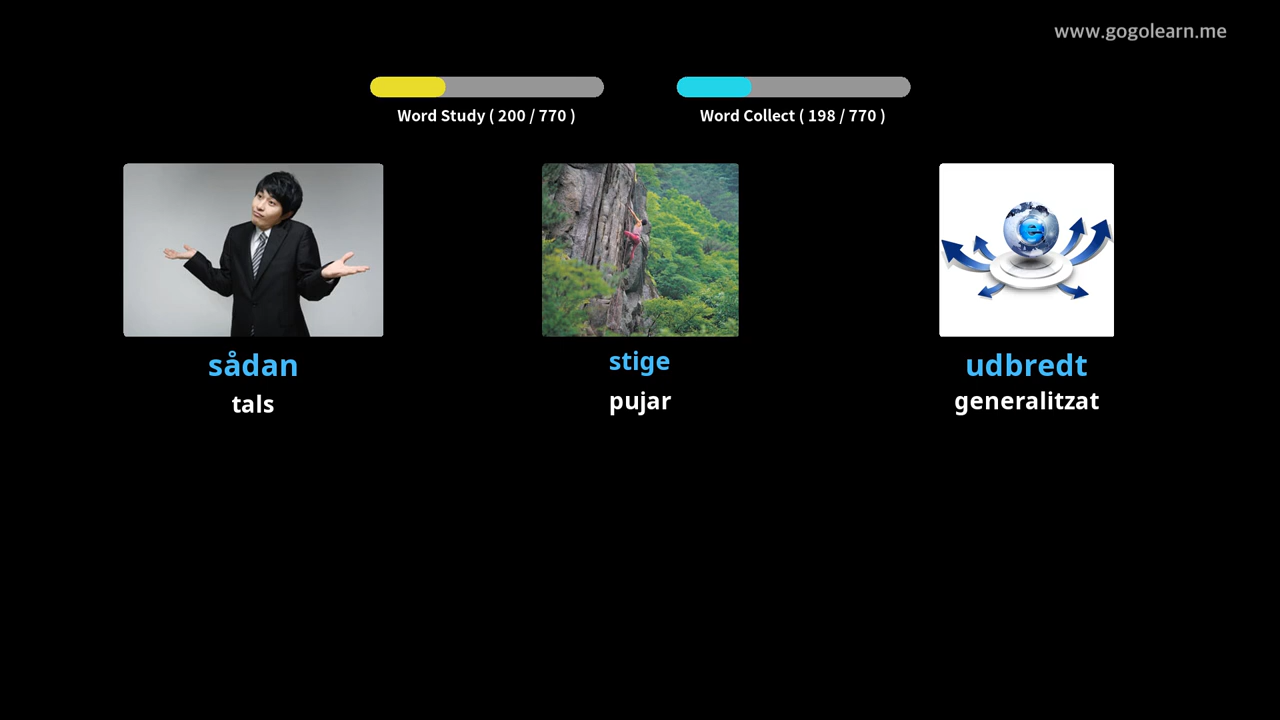 www.gogolearn.me
Word Study ( 200 / 770 )
Word Collect ( 198 / 770 )
e
sådan
tals
stige
pujar
udbredt
generalitzat